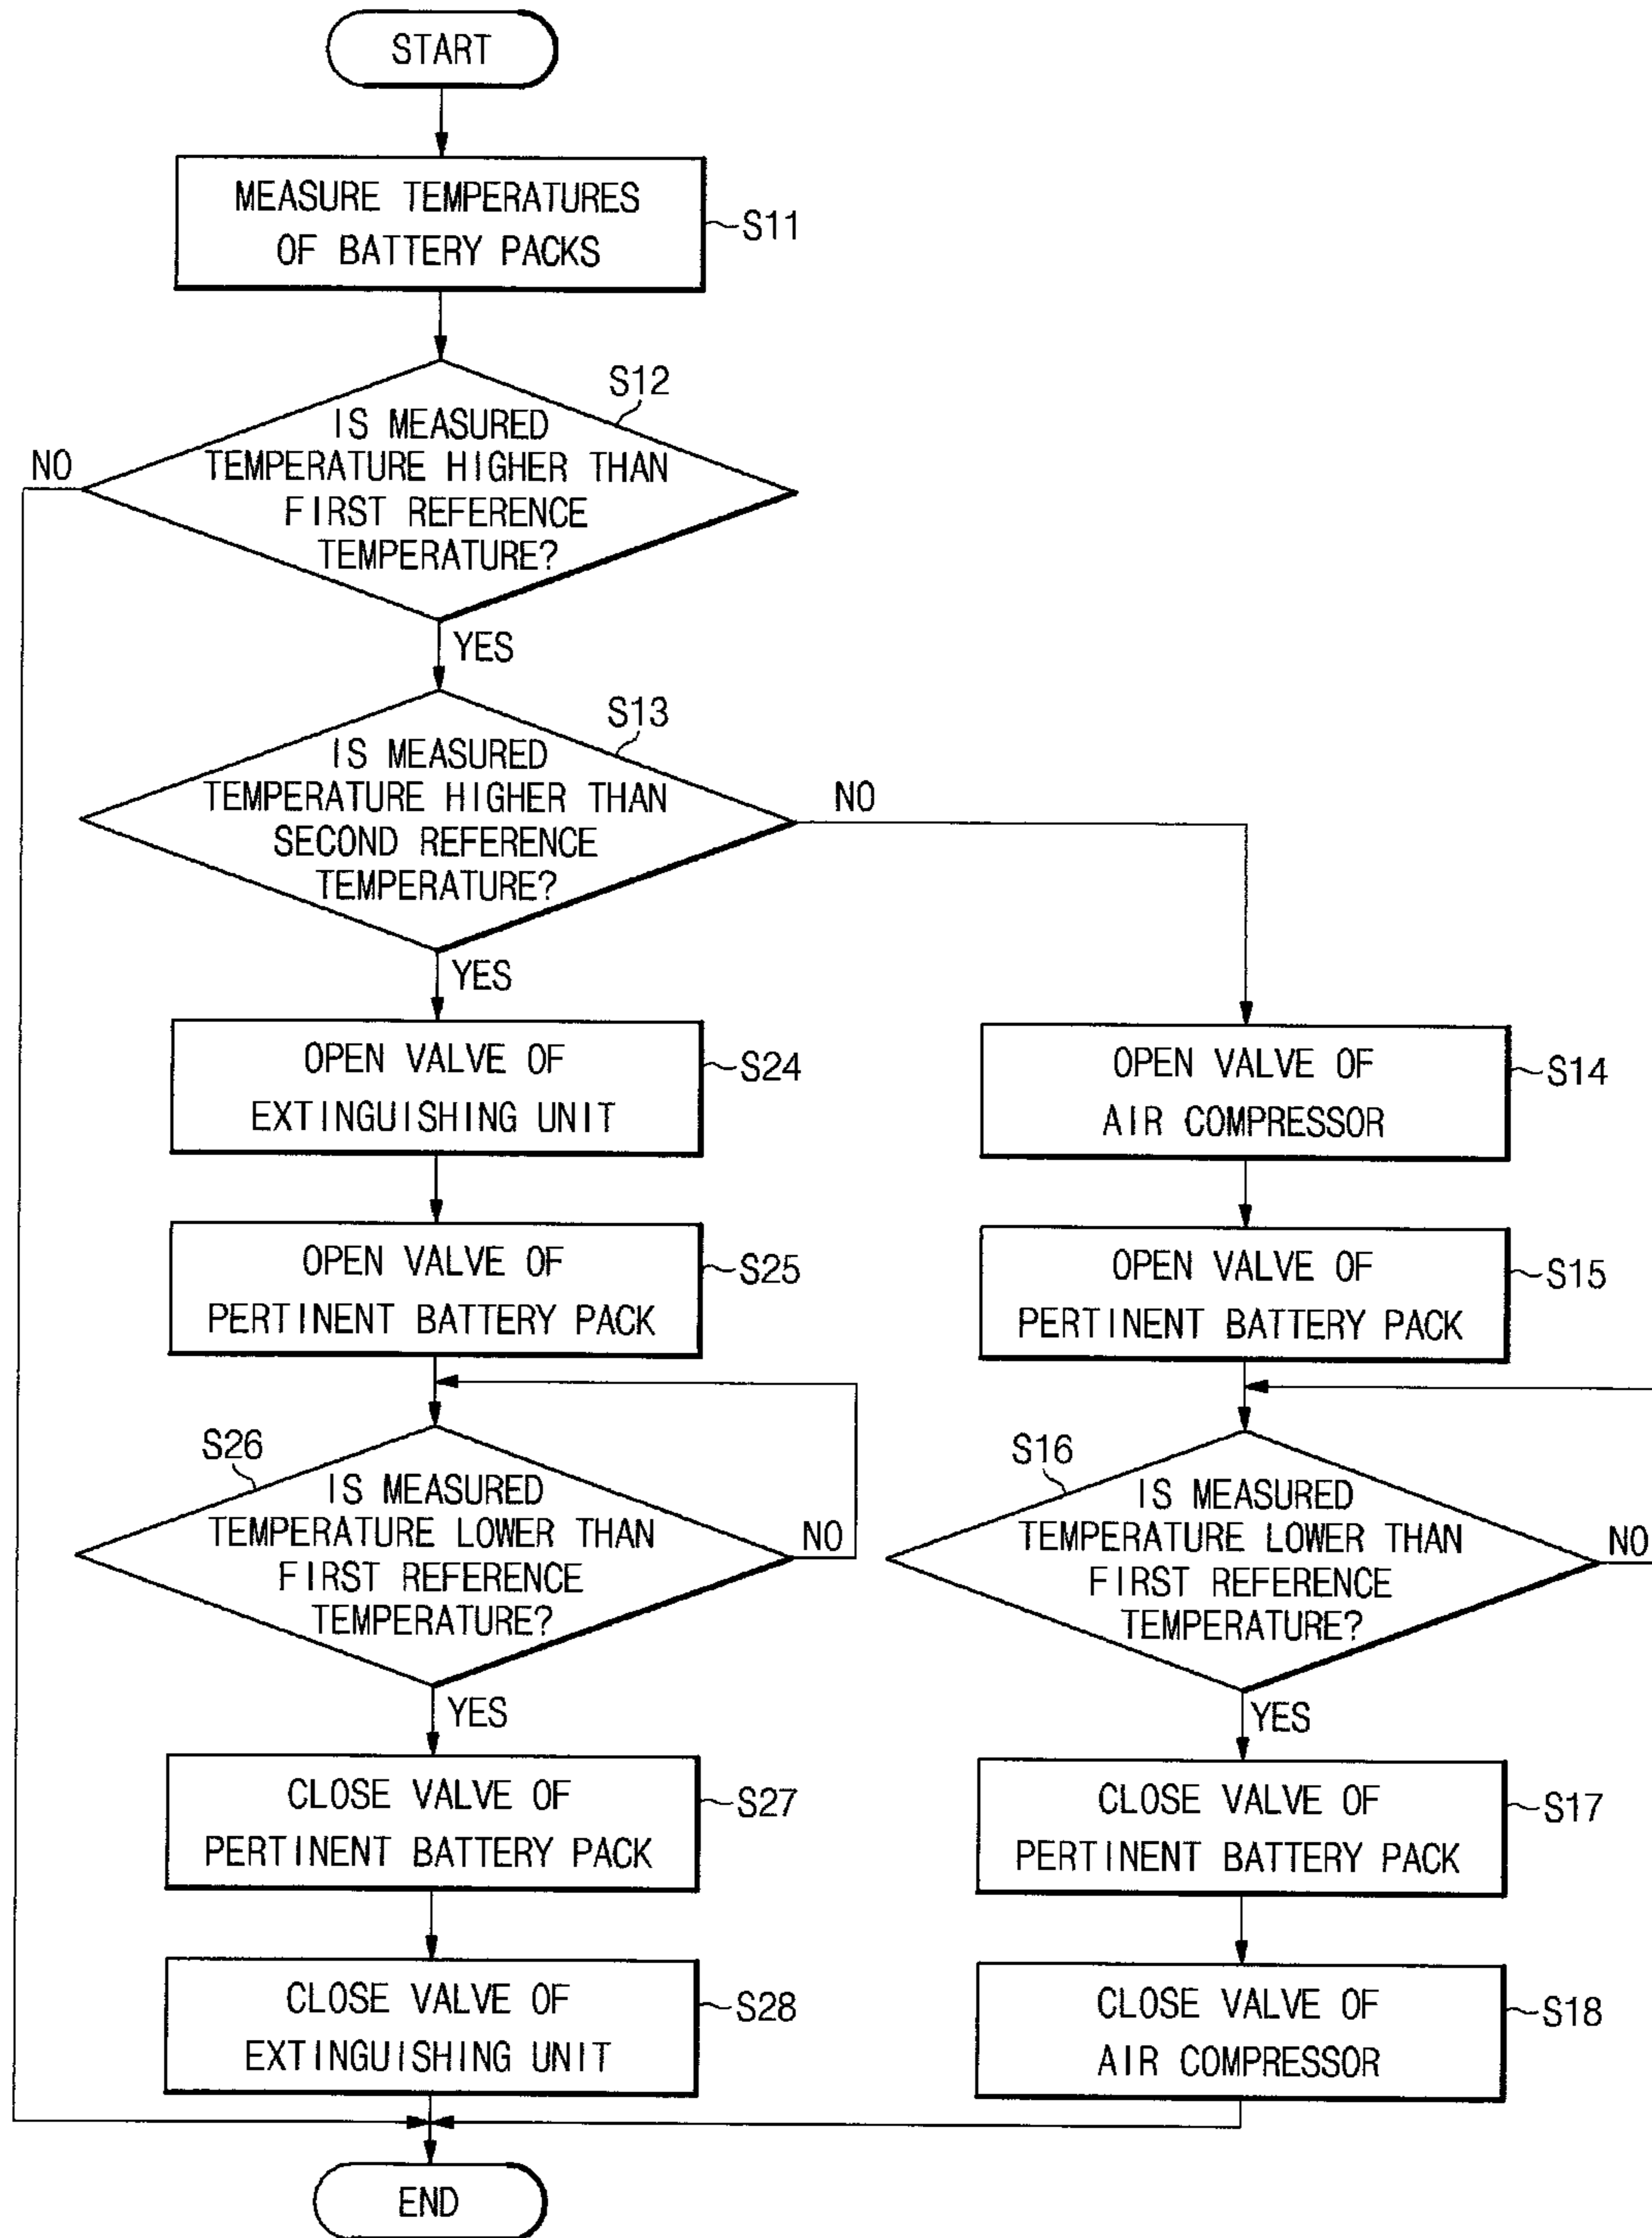 START
MEASURE TEMPERATURES
OF BATTERY PACKS
S11
S12
IS MEASURED
TEMPERATURE HIGHER THAN
FIRST REFERENCE
TEMPERATURE?
NO
YES
S13
IS MEASURED
TEMPERATURE HIGHER THAN
SECOND REFERENCE
TEMPERATURE?
NO
YES
OPEN VALVE OF
EXTINGUISHING UNIT
S24
OPEN VALVE OF
AIR COMPRESSOR
S14
OPEN VALVE OF
PERTINENT BATTERY PACK
S25
OPEN VALVE OF
PERTINENT BATTERY PACK
S15
S26
IS MEASURED
TEMPERATURE LOWER THAN
FIRST REFERENCE
TEMPERATURE?
NO
YES
S16
IS MEASURED
TEMPERATURE LOWER THAN
FIRST REFERENCE
TEMPERATURE?
NO
YES
CLOSE VALVE OF
PERTINENT BATTERY PACK
S27
CLOSE VALVE OF
PERTINENT BATTERY PACK
S17
CLOSE VALVE OF
EXTINGUISHING UNIT
S28
CLOSE VALVE OF
AIR COMPRESSOR
S18
END